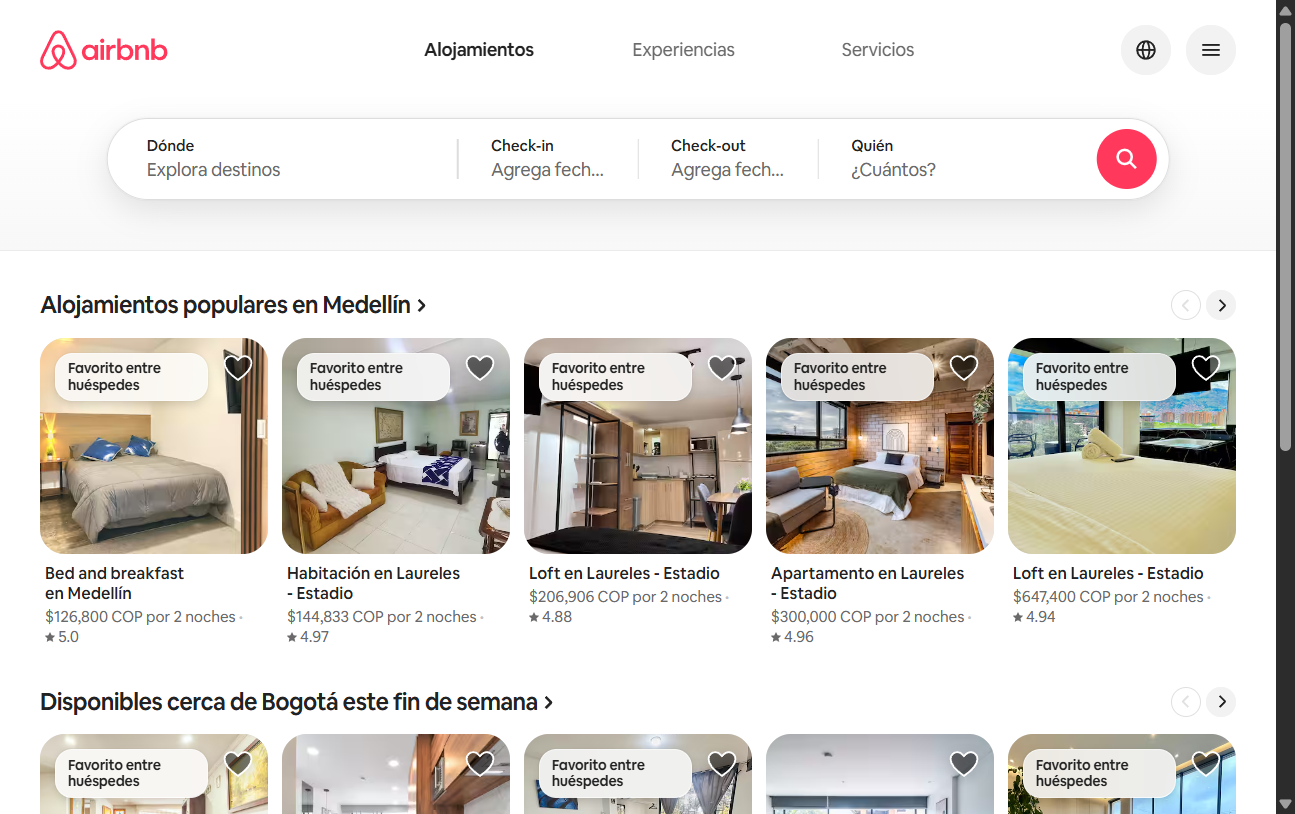 airbnb
Alojamientos
Experiencias
Servicios
Dónde
Explora destinos
Check-in
Agrega fech...
Check-out
Agrega fech...
Quién
¿Cuántos?
Alojamientos populares en Medellín
Favorito entre
huéspedes
Favorito entre
huéspedes
Favorito entre
huéspedes
Favorito entre
huéspedes
Favorito entre
huéspedes
Bed and breakfast
en Medellín
$126,800 COP por 2 noches ·
★ 5.0
Habitación en Laureles
- Estadio
$144,833 COP por 2 noches ·
★ 4.97
Loft en Laureles - Estadio
$206,906 COP por 2 noches ·
★ 4.88
Apartamento en Laureles
- Estadio
$300,000 COP por 2 noches ·
★ 4.96
Loft en Laureles - Estadio
$647,400 COP por 2 noches ·
★ 4.94
Disponibles cerca de Bogotá este fin de semana
Favorito entre
huéspedes
Favorito entre
huéspedes
Favorito entre
huéspedes